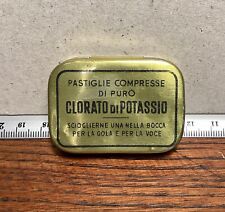 PASTIGLIE COMPRESSE
DI PURO
CLORATO DI POTASSIO
SCIOGLIERNE UNA NELLA BOCCA
PER LA GOLA E PER LA VOCE